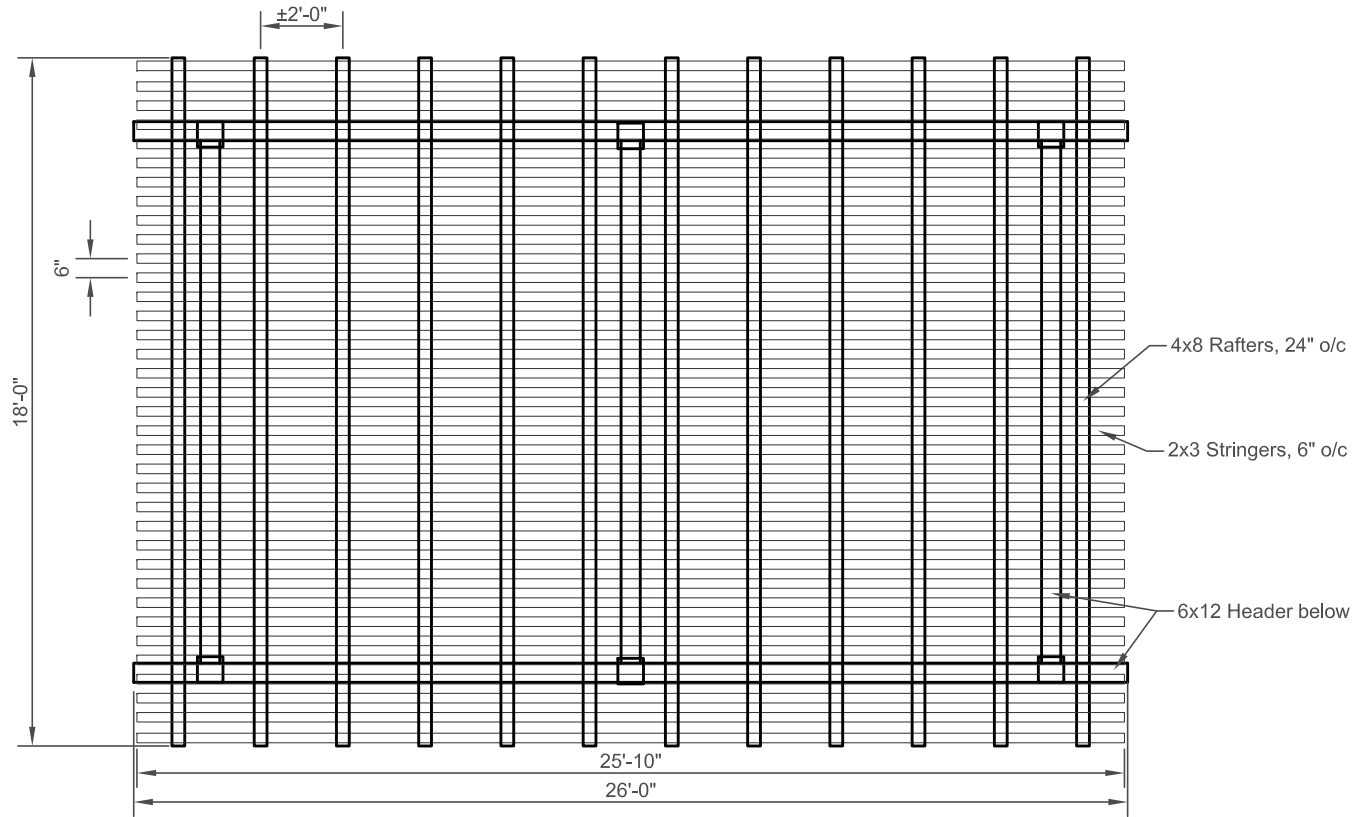 ±2'-0"
6"
18'-0"
4x8 Rafters, 24" o/c
2x3 Stringers, 6" o/c
6x12 Header below
25'-10"
26'-0"